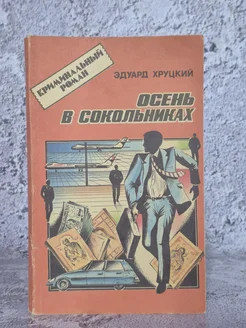 КРИМИНАЛЬНЫЙ
РОМАН
ЭДУАРД ХРУЦКИЙ
ОСЕНЬ
В СОКОЛЬНИКАХ